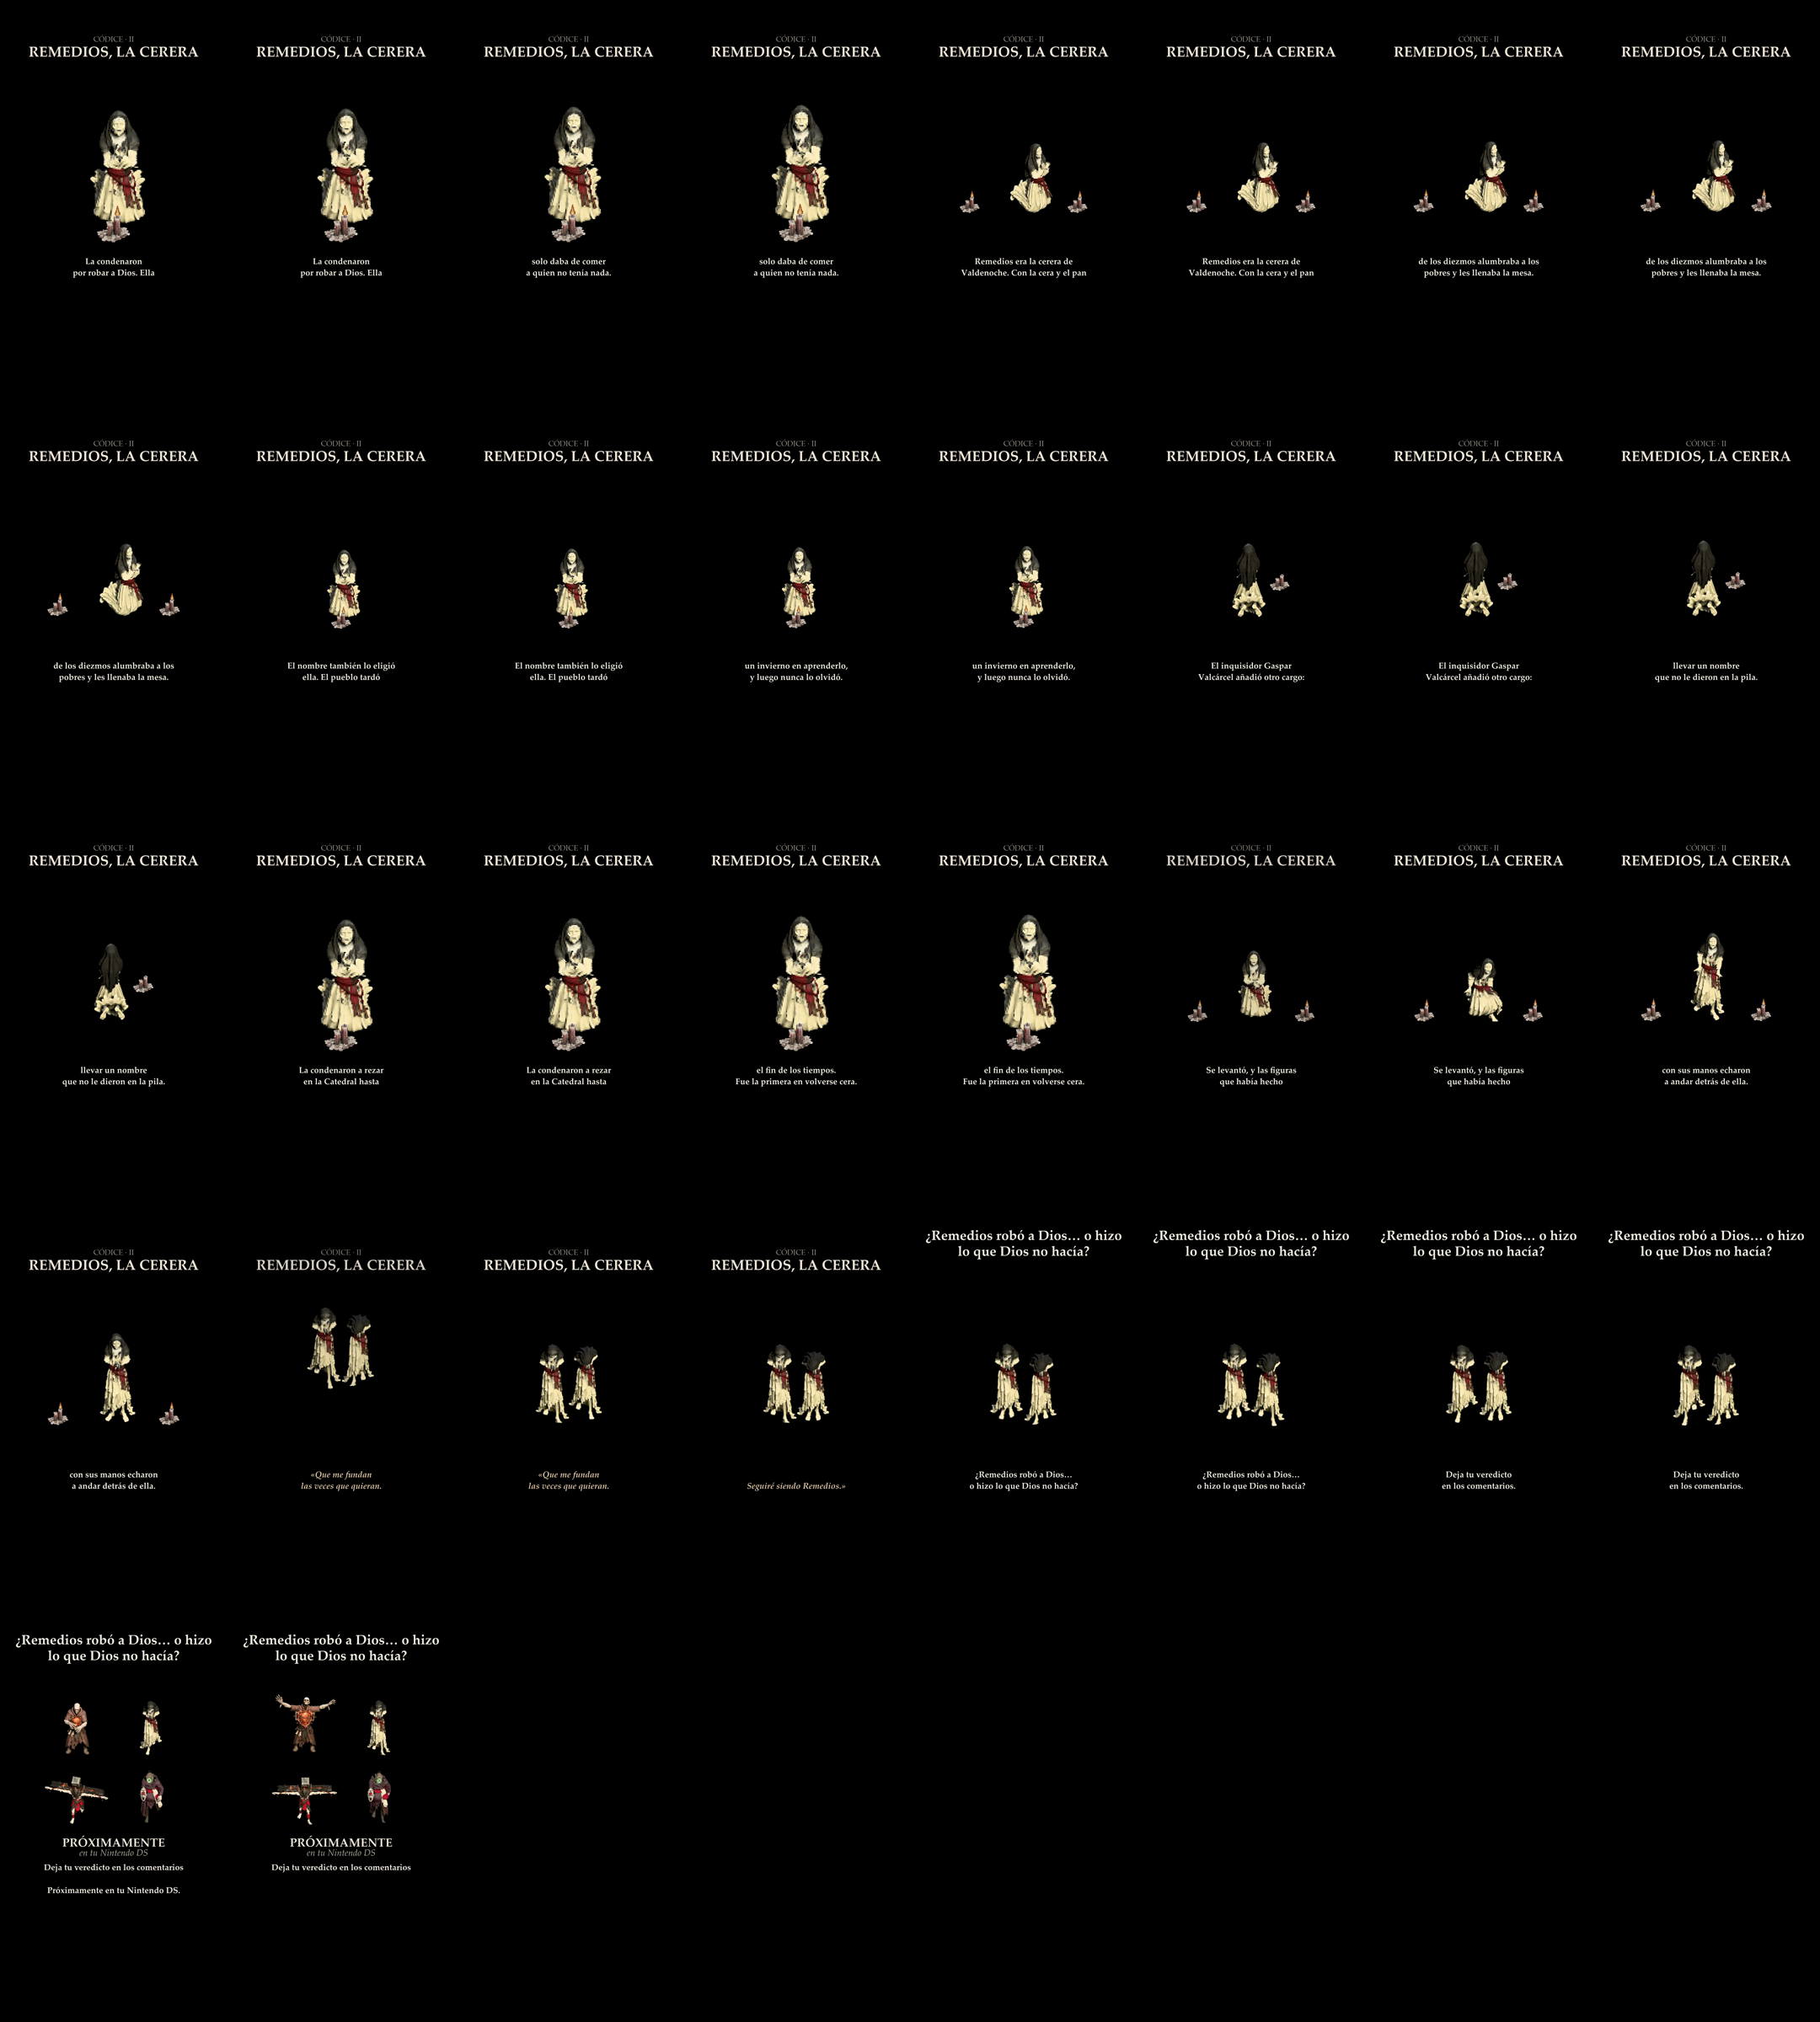 CÓDICE · II
REMEDIOS, LA CERERA
La condenaron
por robar a Dios. Ella
CÓDICE · II
REMEDIOS, LA CERERA
La condenaron
por robar a Dios. Ella
CÓDICE · II
REMEDIOS, LA CERERA
solo daba de comer
a quien no tenía nada.
CÓDICE · II
REMEDIOS, LA CERERA
solo daba de comer
a quien no tenía nada.
CÓDICE · II
REMEDIOS, LA CERERA
Remedios era la cerera de
Valdenoche. Con la cera y el pan
CÓDICE · II
REMEDIOS, LA CERERA
Remedios era la cerera de
Valdenoche. Con la cera y el pan
CÓDICE · II
REMEDIOS, LA CERERA
de los diezmos alumbraba a los
pobres y les llenaba la mesa.
CÓDICE · II
REMEDIOS, LA CERERA
de los diezmos alumbraba a los
pobres y les llenaba la mesa.
CÓDICE · II
REMEDIOS, LA CERERA
de los diezmos alumbraba a los
pobres y les llenaba la mesa.
CÓDICE · II
REMEDIOS, LA CERERA
El nombre también lo eligió
ella. El pueblo tardó
CÓDICE · II
REMEDIOS, LA CERERA
El nombre también lo eligió
ella. El pueblo tardó
CÓDICE · II
REMEDIOS, LA CERERA
un invierno en aprenderlo,
y luego nunca lo olvidó.
CÓDICE · II
REMEDIOS, LA CERERA
un invierno en aprenderlo,
y luego nunca lo olvidó.
CÓDICE · II
REMEDIOS, LA CERERA
El inquisidor Gaspar
Valcárcel añadió otro cargo:
CÓDICE · II
REMEDIOS, LA CERERA
El inquisidor Gaspar
Valcárcel añadió otro cargo:
CÓDICE · II
REMEDIOS, LA CERERA
llevar un nombre
que no le dieron en la pila.
CÓDICE · II
REMEDIOS, LA CERERA
llevar un nombre
que no le dieron en la pila.
CÓDICE · II
REMEDIOS, LA CERERA
La condenaron a rezar
en la Catedral hasta
CÓDICE · II
REMEDIOS, LA CERERA
La condenaron a rezar
en la Catedral hasta
CÓDICE · II
REMEDIOS, LA CERERA
el fin de los tiempos.
Fue la primera en volverse cera.
CÓDICE · II
REMEDIOS, LA CERERA
el fin de los tiempos.
Fue la primera en volverse cera.
CÓDICE · II
REMEDIOS, LA CERERA
Se levantó, y las figuras
que había hecho
CÓDICE · II
REMEDIOS, LA CERERA
Se levantó, y las figuras
que había hecho
CÓDICE · II
REMEDIOS, LA CERERA
con sus manos echaron
a andar detrás de ella.
CÓDICE · II
REMEDIOS, LA CERERA
con sus manos echaron
a andar detrás de ella.
CÓDICE · II
REMEDIOS, LA CERERA
«Que me fundan
las veces que quieran.
CÓDICE · II
REMEDIOS, LA CERERA
«Que me fundan
las veces que quieran.
CÓDICE · II
REMEDIOS, LA CERERA
Seguiré siendo Remedios.»
¿Remedios robó a Dios… o hizo
lo que Dios no hacía?
¿Remedios robó a Dios…
o hizo lo que Dios no hacía?
¿Remedios robó a Dios… o hizo
lo que Dios no hacía?
¿Remedios robó a Dios…
o hizo lo que Dios no hacía?
¿Remedios robó a Dios… o hizo
lo que Dios no hacía?
Deja tu veredicto
en los comentarios.
¿Remedios robó a Dios… o hizo
lo que Dios no hacía?
Deja tu veredicto
en los comentarios.
¿Remedios robó a Dios… o hizo
lo que Dios no hacía?
PRÓXIMAMENTE
en tu Nintendo DS
Deja tu veredicto en los comentarios
Próximamente en tu Nintendo DS.
¿Remedios robó a Dios… o hizo
lo que Dios no hacía?
PRÓXIMAMENTE
en tu Nintendo DS
Deja tu veredicto en los comentarios